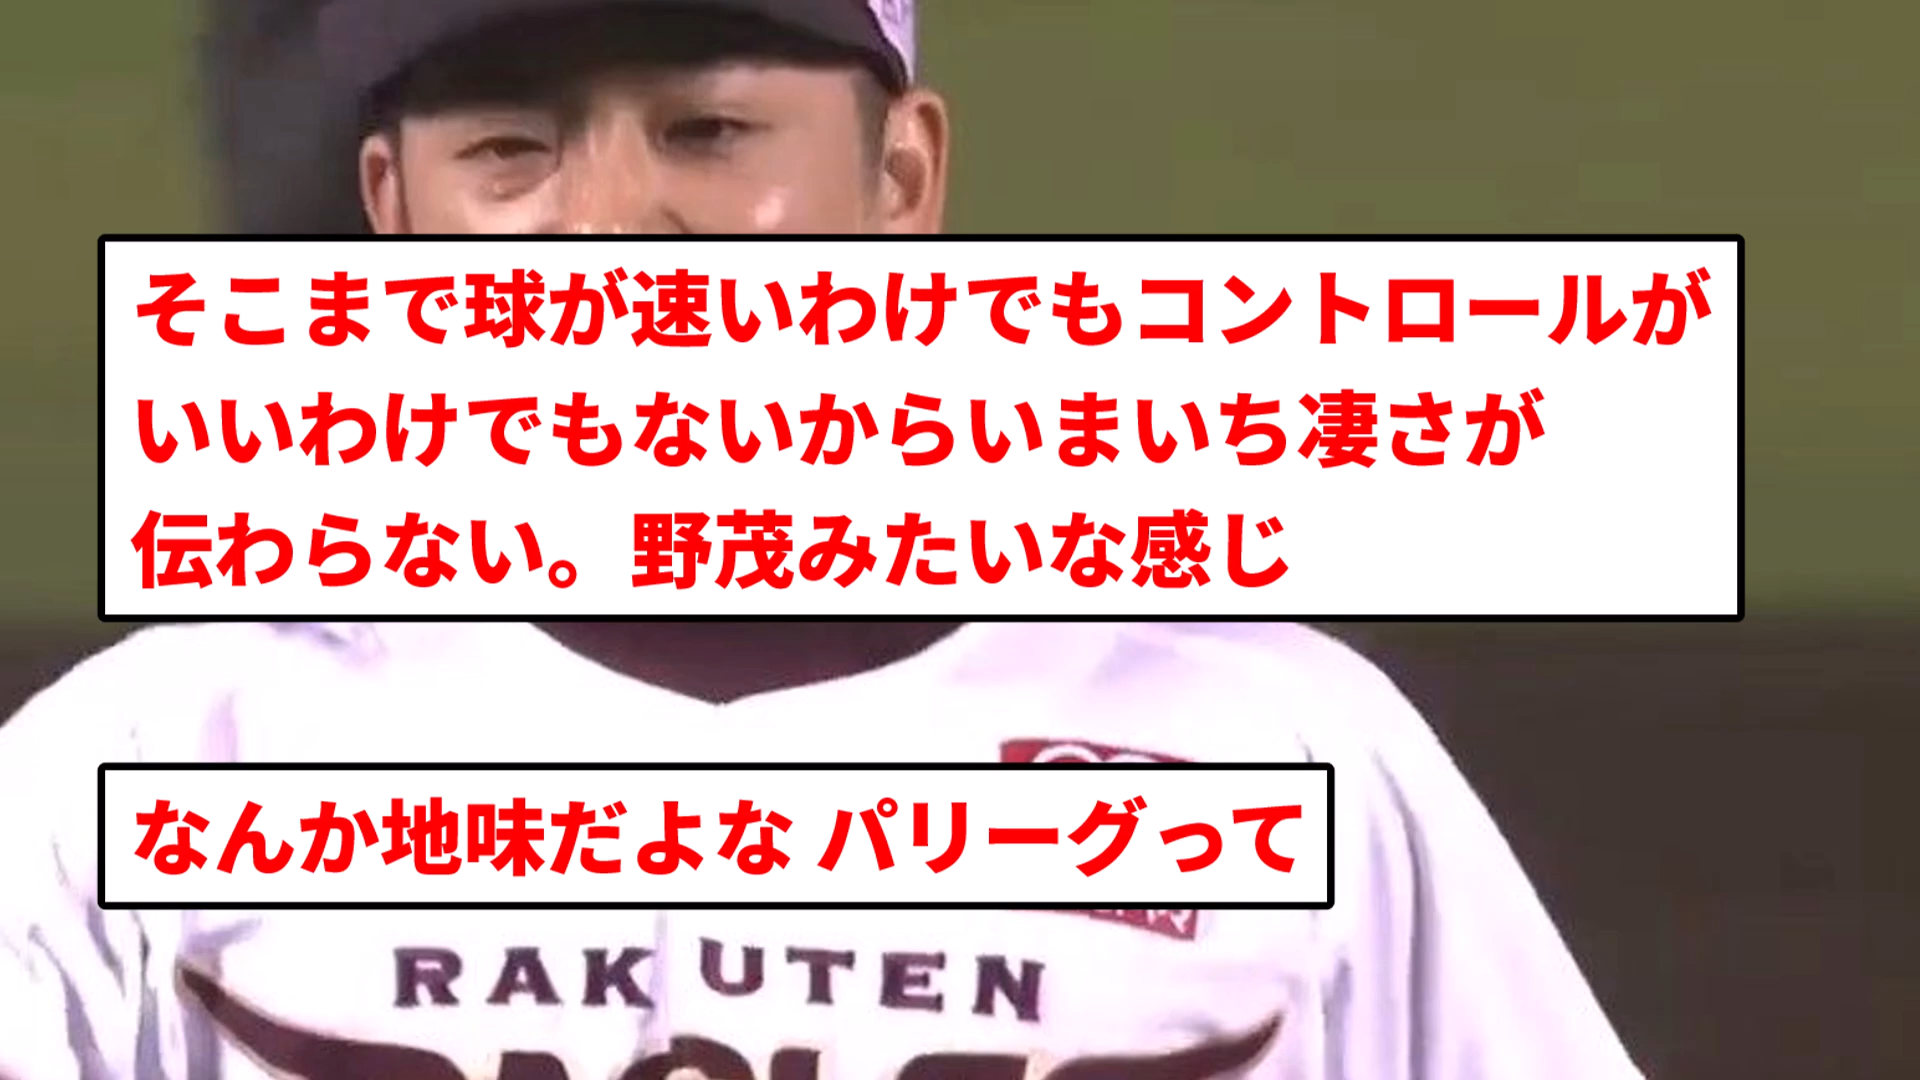 そこまで球が速いわけでもコントロールが
いいわけでもないからいまいち凄さが
伝わらない。野茂みたいな感じ
なんか地味だよな パリーグって
RAKUTEN